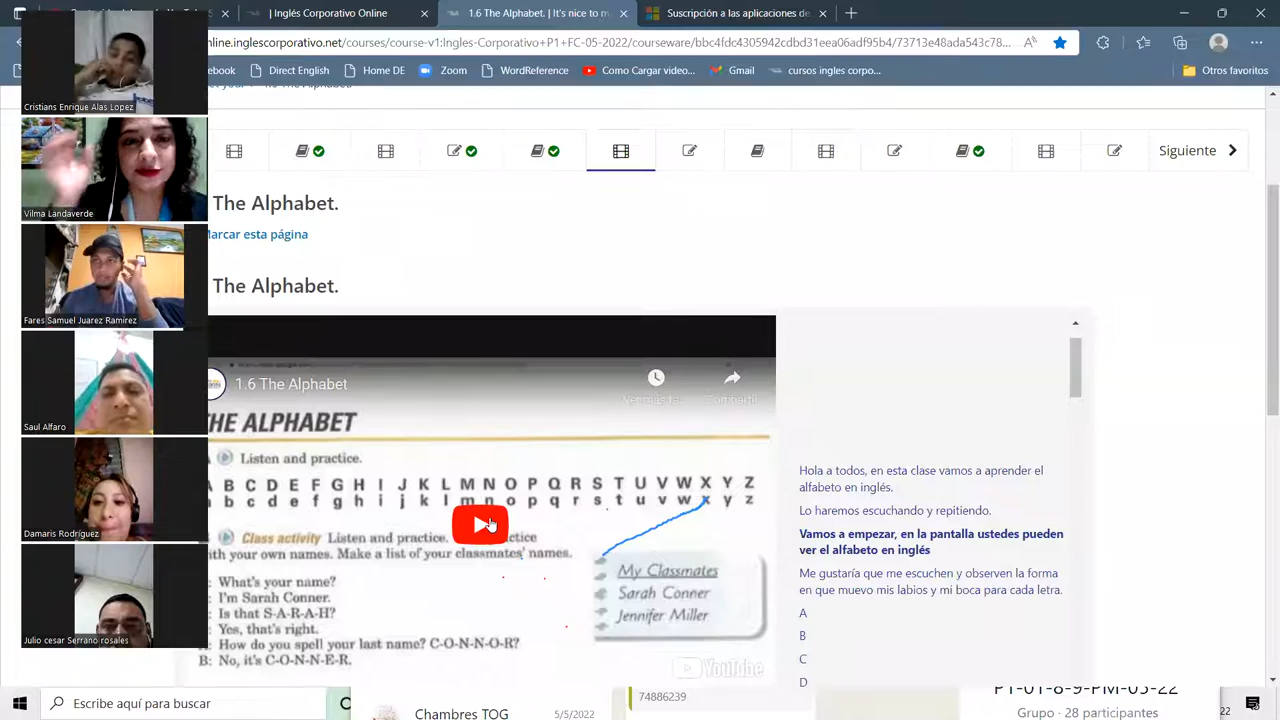 Inglés Corporativo Online
1.6 The Alphabet. | It's nice to m
Suscripción a las aplicaciones de
nline.inglescorporativo.net/courses/course-v1:Ingles-Corporativo+P1+FC-05-2022/courseware/bbc4fdc4305942cdbd31eea06adf95b4/73713e48ada543c78...
ebook
Direct English
Home DE
Zoom
WordReference
Como Cargar video...
Gmail
cursos ingles corpo...
Otros favoritos
Cristians Enrique Alas Lopez
Siguiente
The Alphabet.
Vilma Landaverde
Marcar esta página
The Alphabet.
Fares Samuel Juarez Ramirez
1.6 The Alphabet
THE ALPHABET
Saul Alfaro
A Listen and practice.
B C D E F G H I J K L M N O P Q R S T U V W X Y Z
b c d e f g h i j k l m n o p q r s t u v w x y z
Hola a todos, en esta clase vamos a aprender el
alfabeto en inglés.
Lo haremos escuchando y repitiendo.
Vamos a empezar, en la pantalla ustedes pueden
ver el alfabeto en inglés
Me gustaría que me escuchen y observen la forma
en que muevo mis labios y mi boca para cada letra.
A
B
C
D
Damaris Rodríguez
Class activity Listen and practice.
with your own names. Make a list of your classmates' names.
What's your name?
I'm Sarah Conner.
Is that S-A-R-A-H?
Yes, that's right.
How do you spell your last name? C-O-N-N-O-R?
B: No, it's C-O-N-N-E-R.
My Classmates
Sarah Conner
Jennifer Miller
Julio cesar Serrano rosales
YouTube
Escribe aquí para buscar
Chambres TOG
5/5/2022
74886239
P1-01-8-9-PM-05-22
Grupo · 28 participantes
22